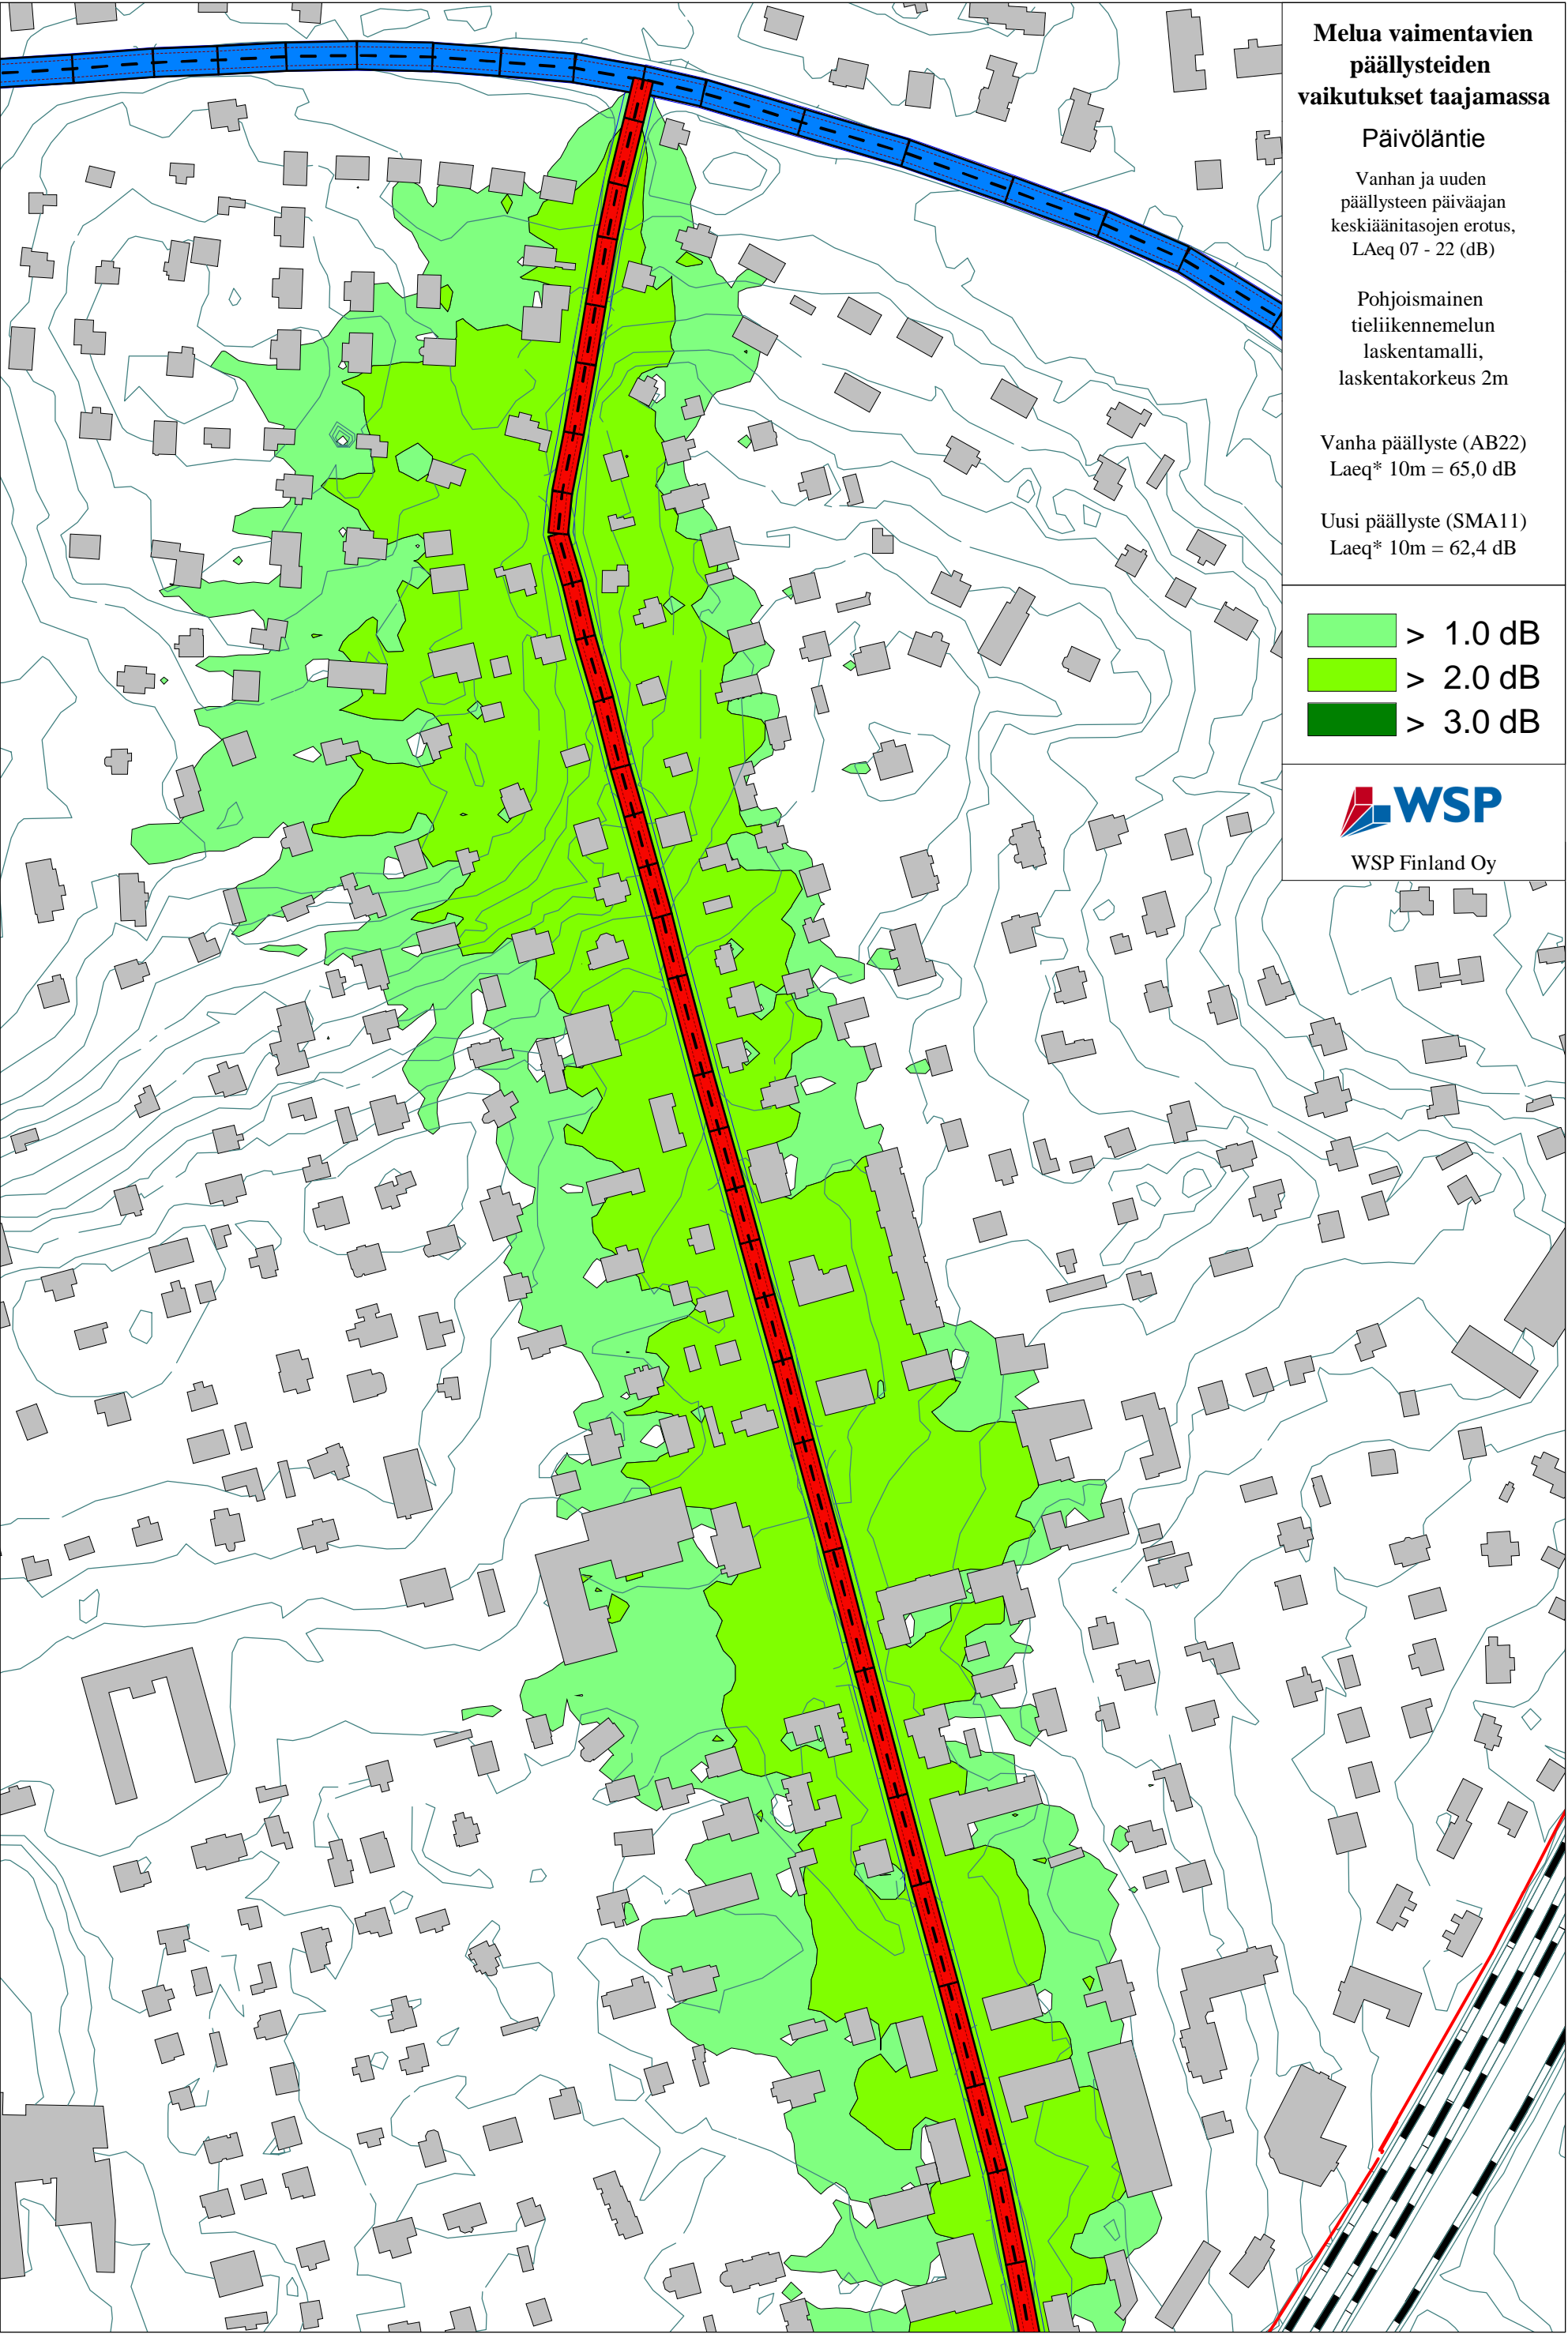 Melua vaimentavien
päällysteiden
vaikutukset taajamassa
Päivöläntie
Vanhan ja uuden
päällysteen päiväajan
keskiäänitasojen erotus,
LAeq 07 - 22 (dB)
Pohjoismainen
tieliikennemelun
laskentamalli,
laskentakorkeus 2m
Vanha päällyste (AB22)
Laeq* 10m = 65,0 dB
Uusi päällyste (SMA11)
Laeq* 10m = 62,4 dB
> 1.0 dB
> 2.0 dB
> 3.0 dB
WSP
WSP Finland Oy